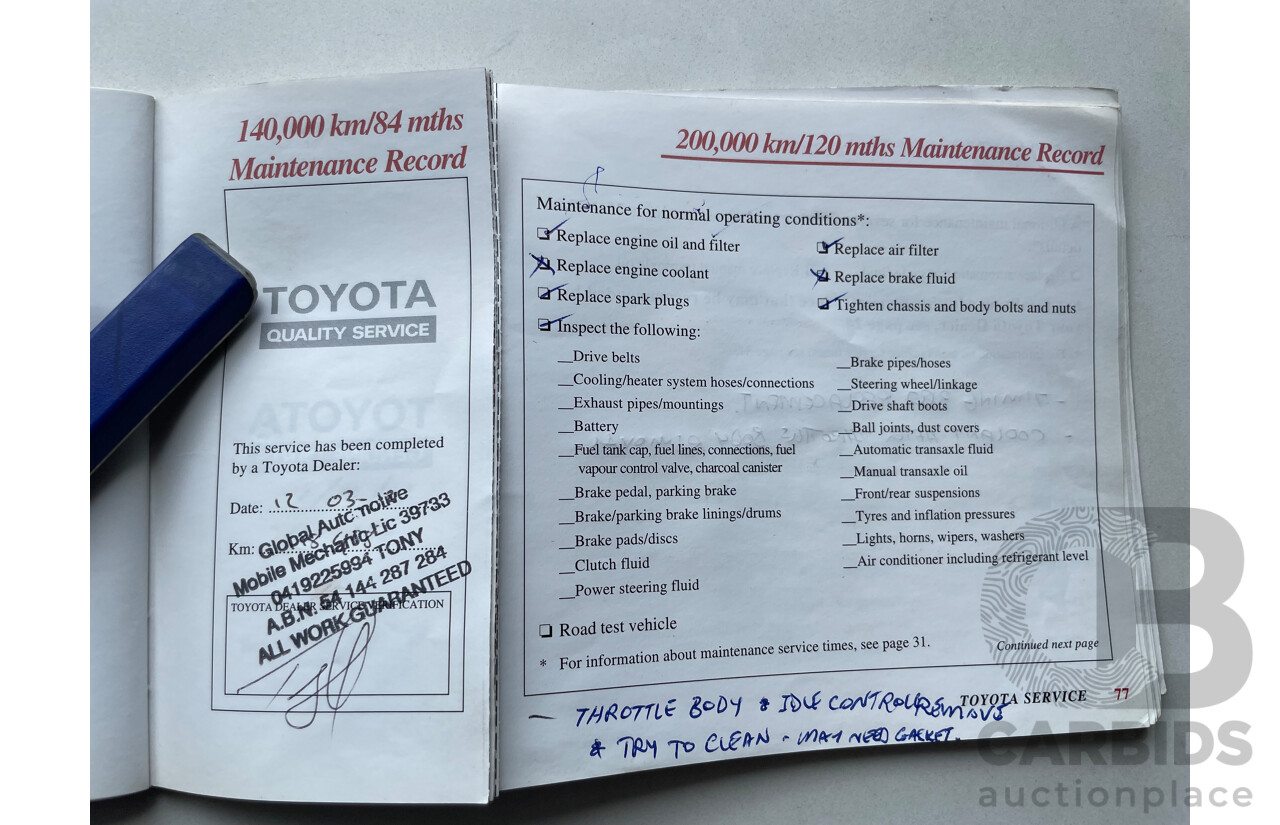 140,000 km/84 mths
Maintenance Record
TOYOTA
QUALITY SERVICE
This service has been completed
by a Toyota Dealer:
Date: 12 03
Km:
Global Automotive
Mobile Mechanic Lic 39733
0419225994 TONY
A.B.N. 54 144 287 284
ALL WORK GUARANTEED
TOYOTA DEALER SERVICE VERIFICATION
200,000 km/120 mths Maintenance Record
Maintenance for normal operating conditions*:
Replace engine oil and filter
Replace engine coolant
Replace spark plugs
Inspect the following:
__Drive belts
__Cooling/heater system hoses/connections
__Exhaust pipes/mountings
__Battery
__Fuel tank cap, fuel lines, connections, fuel
vapour control valve, charcoal canister
__Brake pedal, parking brake
__Brake/parking brake linings/drums
__Brake pads/discs
__Clutch fluid
__Power steering fluid
Replace air filter
Replace brake fluid
Tighten chassis and body bolts and nuts
__Brake pipes/hoses
__Steering wheel/linkage
__Drive shaft boots
__Ball joints, dust covers
__Automatic transaxle fluid
__Manual transaxle oil
__Front/rear suspensions
__Tyres and inflation pressures
__Lights, horns, wipers, washers
__Air conditioner including refrigerant level
Road test vehicle
* For information about maintenance service times, see page 31.
Continued next page
TOYOTA SERVICE 77
- THROTTLE BODY & IDLE CONTROL REMOVE
& TRY TO CLEAN - MAY NEED GASKET.
CB
CARBIDS
auctionplace